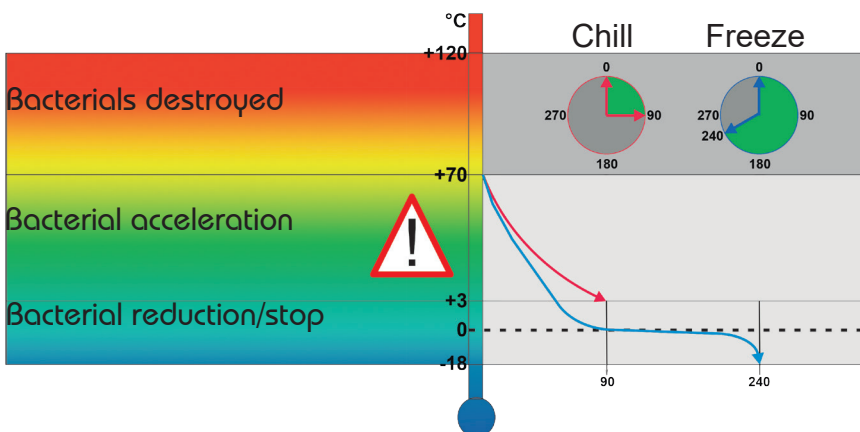 °C
Chill
Freeze
+120
0
0
Bacterials destroyed
270
90
270
90
240
180
180
+70
Bacterial acceleration
!
+3
Bacterial reduction/stop
0
-18
90
240